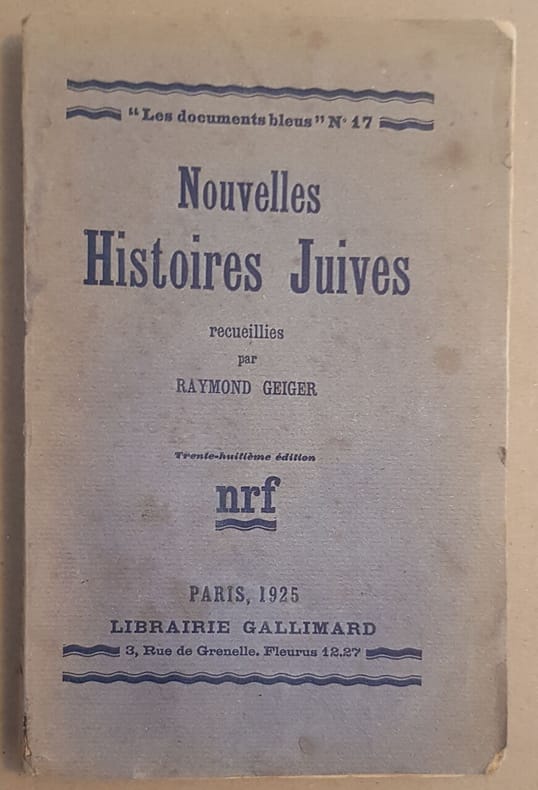 "Les documents bleus" N° 17
Nouvelles
Histoires Juives
recueillies
par
RAYMOND GEIGER
Trente-huitième édition
nrf
PARIS, 1925
LIBRAIRIE GALLIMARD
3, Rue de Grenelle. Fleurus 12.27